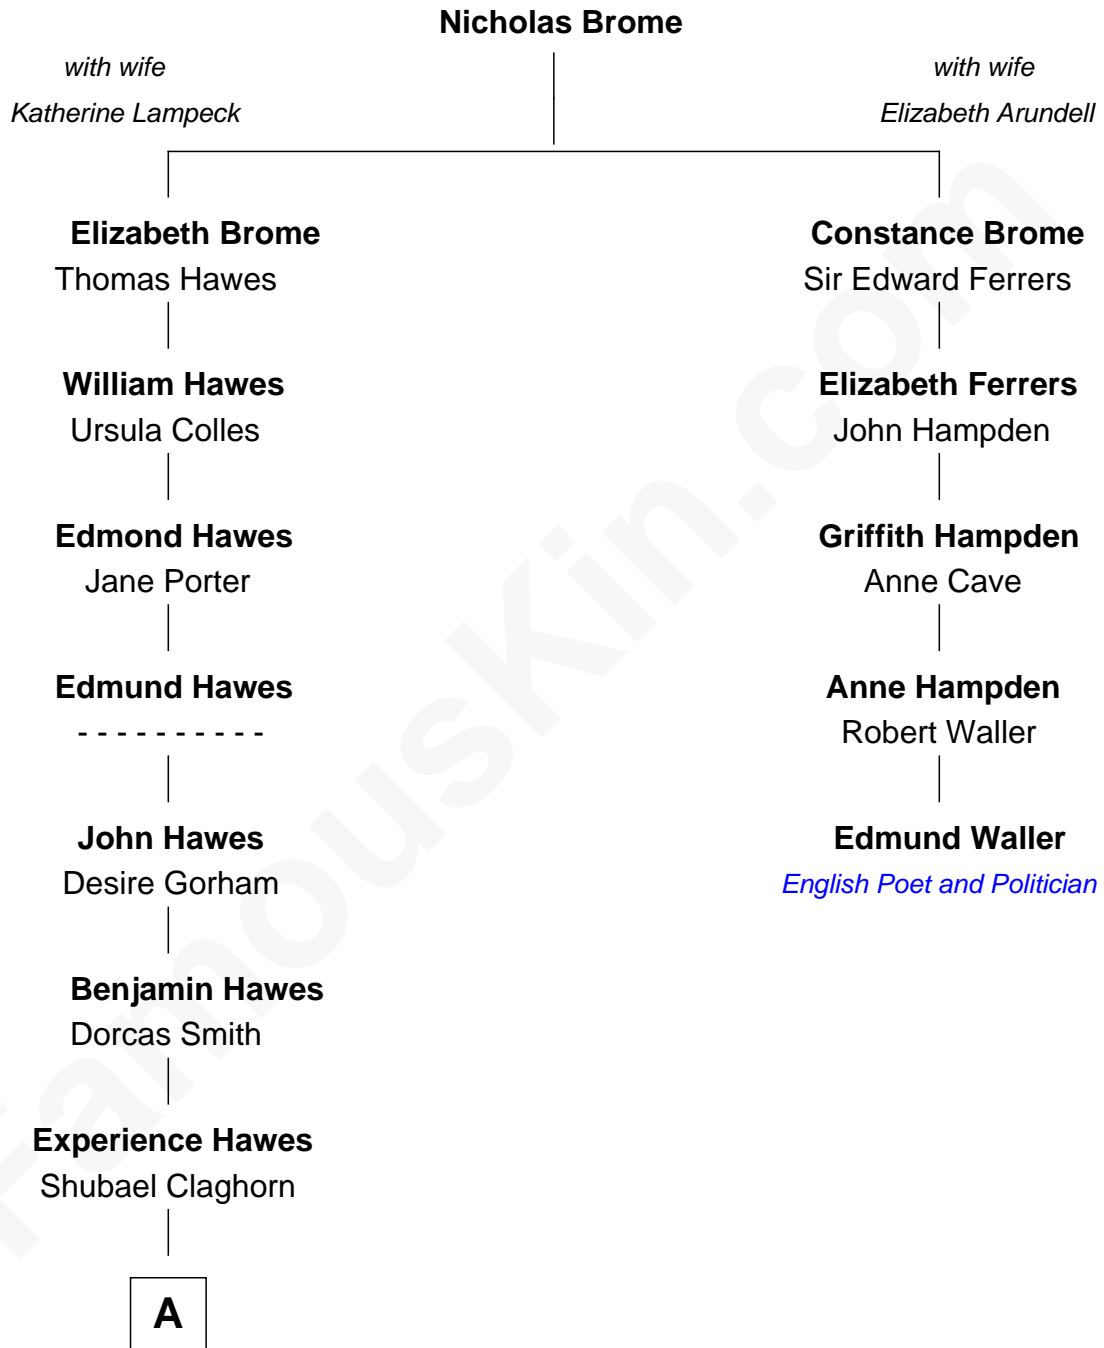 Nicholas Brome
with wife
Katherine Lampeck
with wife
Elizabeth Arundell
Elizabeth Brome
Thomas Hawes
Constance Brome
Sir Edward Ferrers
William Hawes
Ursula Colles
Elizabeth Ferrers
John Hampden
Edmond Hawes
Jane Porter
Griffith Hampden
Anne Cave
Edmund Hawes
- - - - - - - - - -
Anne Hampden
Robert Waller
John Hawes
Desire Gorham
Edmund Waller
English Poet and Politician
Benjamin Hawes
Dorcas Smith
Experience Hawes
Shubael Claghorn
A
FamousKin.com